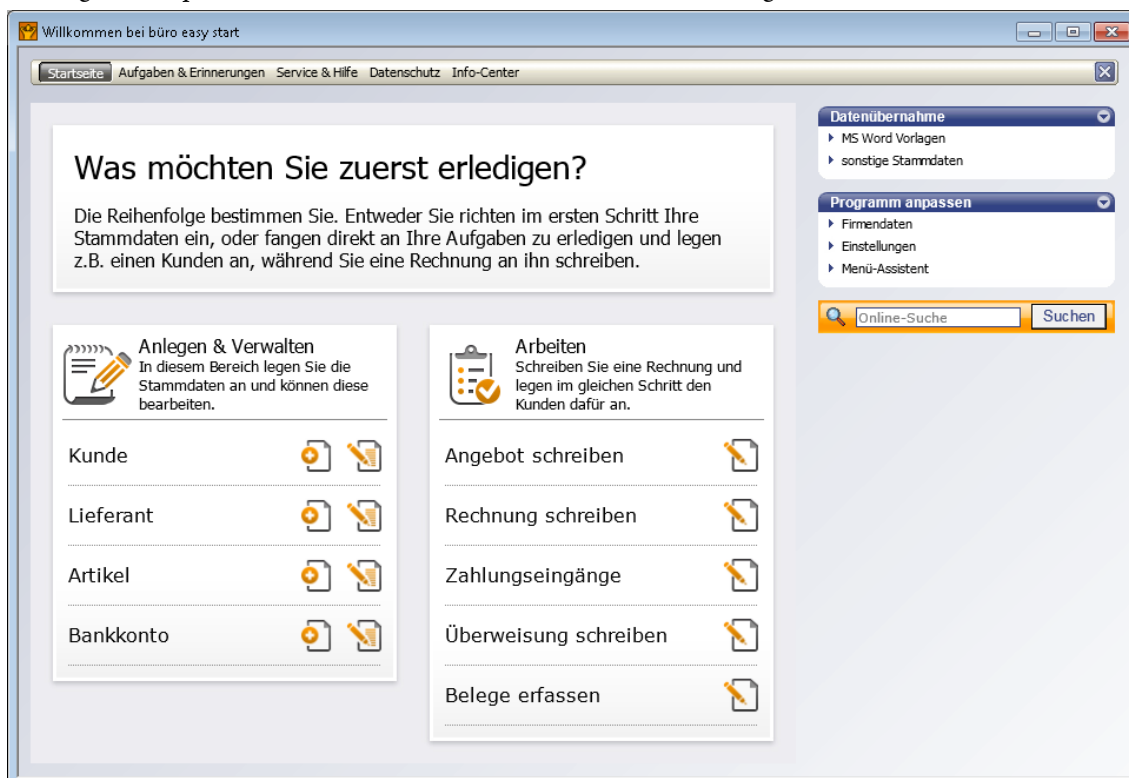 Willkommen bei büro easy start
Startseite Aufgaben & Erinnerungen Service & Hilfe Datenschutz Info-Center
Was möchten Sie zuerst erledigen?
Die Reihenfolge bestimmen Sie. Entweder Sie richten im ersten Schritt Ihre
Stammdaten ein, oder fangen direkt an Ihre Aufgaben zu erledigen und legen
z.B. einen Kunden an, während Sie eine Rechnung an ihn schreiben.
Anlegen & Verwalten
In diesem Bereich legen Sie die
Stammdaten an und können diese
bearbeiten.
Kunde
Lieferant
Artikel
Bankkonto
Arbeiten
Schreiben Sie eine Rechnung und
legen im gleichen Schritt den
Kunden dafür an.
Angebot schreiben
Rechnung schreiben
Zahlungseingänge
Überweisung schreiben
Belege erfassen
Datenübernahme
MS Word Vorlagen
sonstige Stammdaten
Programm anpassen
Firmendaten
Einstellungen
Menü-Assistent
Online-Suche Suchen